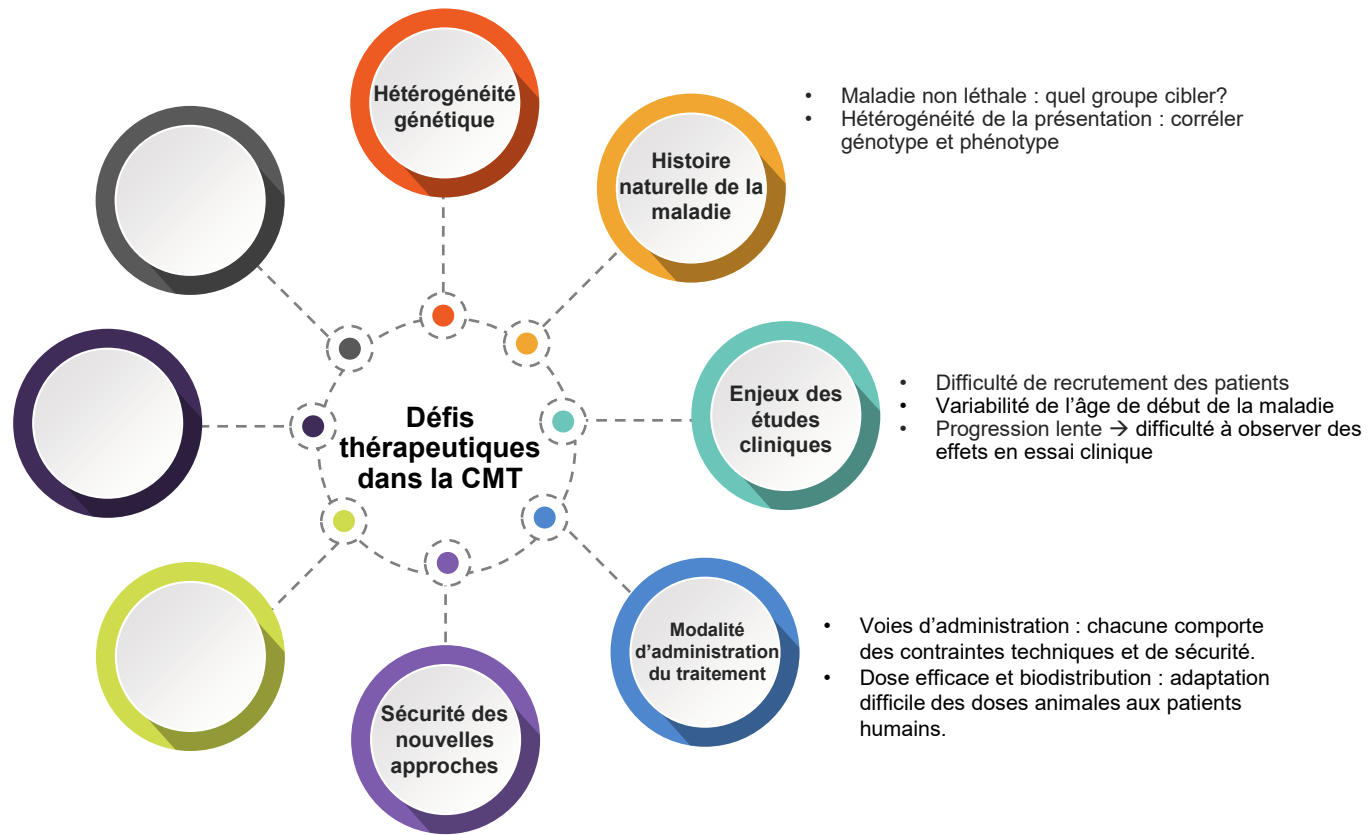 Hétérogénéité
génétique
Histoire
naturelle de la
maladie
• Maladie non léthale : quel groupe cibler?
• Hétérogénéité de la présentation : corréler
génotype et phénotype
Enjeux des
études
cliniques
• Difficulté de recrutement des patients
• Variabilité de l’âge de début de la maladie
• Progression lente → difficulté à observer des
effets en essai clinique
Défis
thérapeutiques
dans la CMT
Modalité
d’administration
du traitement
• Voies d’administration : chacune comporte
des contraintes techniques et de sécurité.
• Dose efficace et biodistribution : adaptation
difficile des doses animales aux patients
humains.
Sécurité des
nouvelles
approches